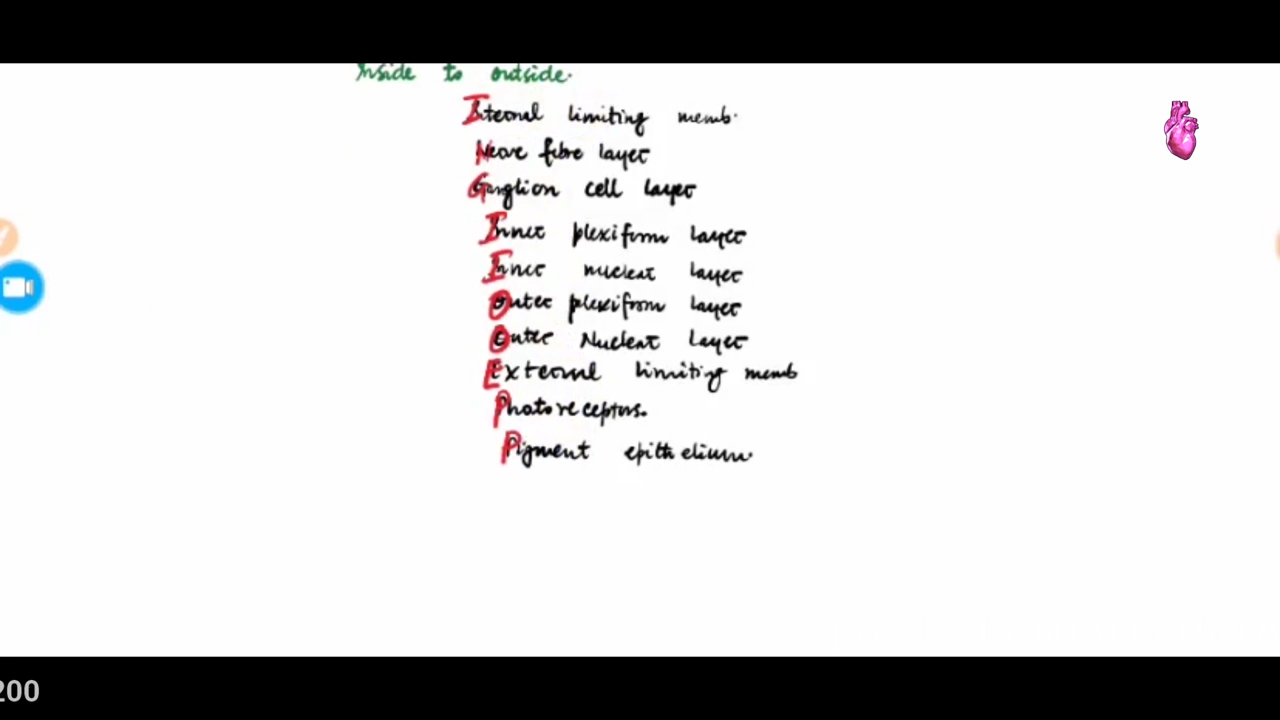 Inside to outside.
Internal limiting memb.
Nerve fibre layer
Ganglion cell layer
Inner plexiform layer
Inner nuclear layer
Outer plexiform layer
Outer Nuclear layer
External limiting memb
Photoreceptors.
Pigment epithelium.
200